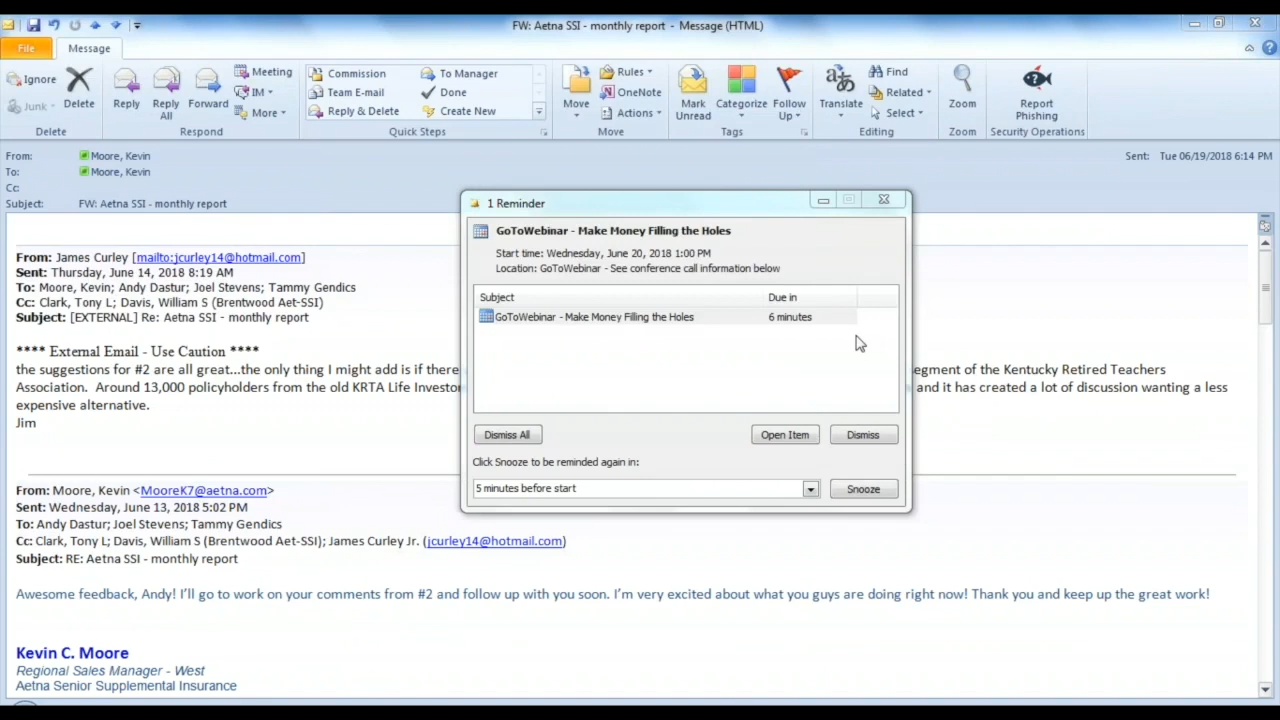 FW: Aetna SSI - monthly report - Message (HTML)
File Message
Ignore
Junk
Delete
Reply
Reply All
Forward
Meeting
IM
More
Commission
Team E-mail
Reply & Delete
To Manager
Done
Create New
Move
Rules
OneNote
Actions
Mark Unread
Categorize
Follow Up
Translate
Find
Related
Select
Zoom
Report Phishing
Delete Respond Quick Steps Move Tags Editing Zoom Security Operations
From: Moore, Kevin Sent: Tue 06/19/2018 6:14 PM
To: Moore, Kevin
Cc:
Subject: FW: Aetna SSI - monthly report
From: James Curley [mailto:jcurley14@hotmail.com]
Sent: Thursday, June 14, 2018 8:19 AM
To: Moore, Kevin; Andy Dastur; Joel Stevens; Tammy Gendics
Cc: Clark, Tony L; Davis, William S (Brentwood Aet-SSI)
Subject: [EXTERNAL] Re: Aetna SSI - monthly report
**** External Email - Use Caution ****
the suggestions for #2 are all great...the only thing I might add is if there egment of the Kentucky Retired Teachers
Association. Around 13,000 policyholders from the old KRTA Life Investor and it has created a lot of discussion wanting a less
expensive alternative.
Jim
From: Moore, Kevin <MooreK7@aetna.com>
Sent: Wednesday, June 13, 2018 5:02 PM
To: Andy Dastur; Joel Stevens; Tammy Gendics
Cc: Clark, Tony L; Davis, William S (Brentwood Aet-SSI); James Curley Jr. (jcurley14@hotmail.com)
Subject: RE: Aetna SSI - monthly report
Awesome feedback, Andy! I'll go to work on your comments from #2 and follow up with you soon. I'm very excited about what you guys are doing right now! Thank you and keep up the great work!
Kevin C. Moore
Regional Sales Manager - West
Aetna Senior Supplemental Insurance
1 Reminder
GoToWebinar - Make Money Filling the Holes
Start time: Wednesday, June 20, 2018 1:00 PM
Location: GoToWebinar - See conference call information below
Subject Due in
GoToWebinar - Make Money Filling the Holes 6 minutes
Dismiss All Open Item Dismiss
Click Snooze to be reminded again in:
5 minutes before start Snooze